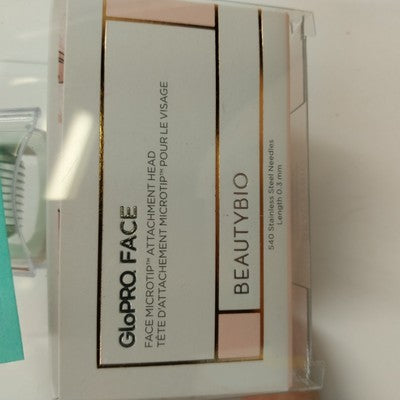 GloPRO. FACE
FACE MICROTIP™ ATTACHMENT HEAD
TÊTE D'ATTACHEMENT MICROTIP™ POUR LE VISAGE
BEAUTYBIO
540 Stainless Steel Needles
Length 0.3 mm